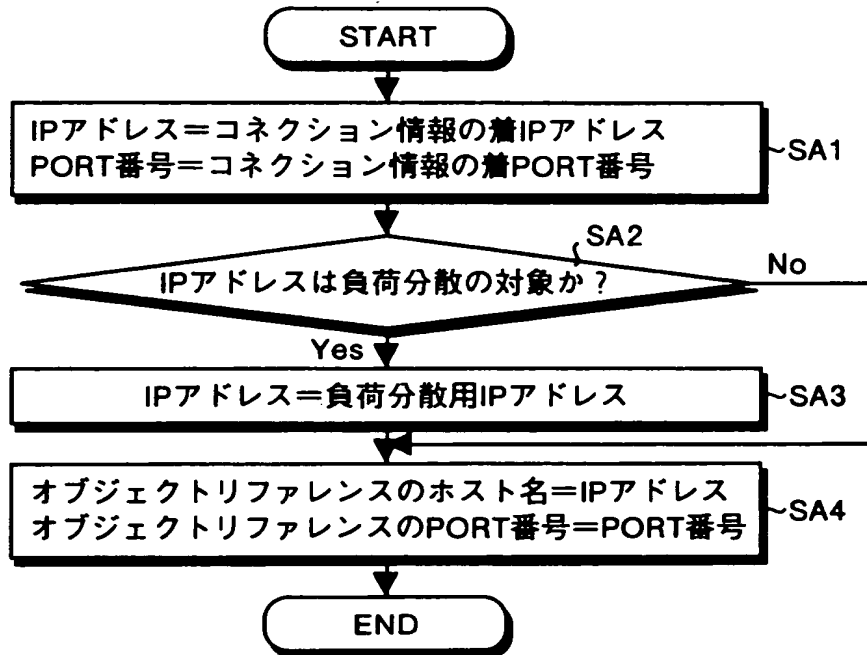 START
IPアドレス＝コネクション情報の着IPアドレス
PORT番号＝コネクション情報の着PORT番号
~SA1
SA2
IPアドレスは負荷分散の対象か？
No
Yes
IPアドレス＝負荷分散用IPアドレス
~SA3
オブジェクトリファレンスのホスト名＝IPアドレス
オブジェクトリファレンスのPORT番号＝PORT番号
~SA4
END